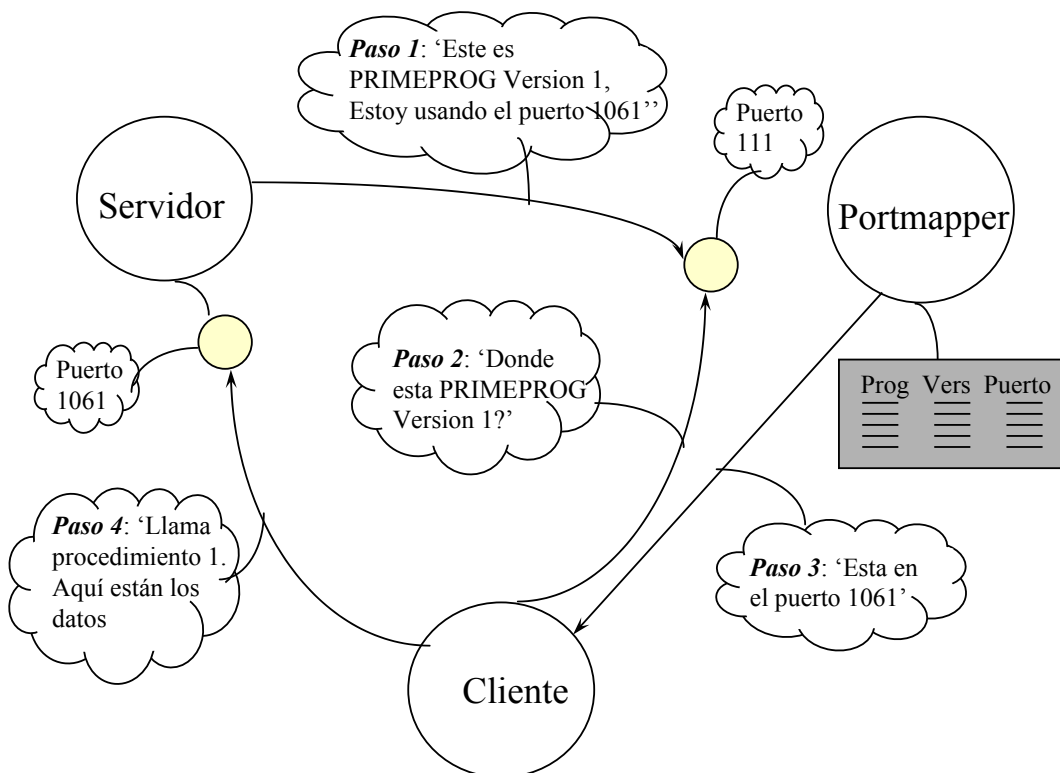 Paso 1: ‘Este es
PRIMEPROG Version 1,
Estoy usando el puerto 1061’’
Puerto
111
Servidor
Portmapper
Puerto
1061
Paso 2: ‘Donde
esta PRIMEPROG
Version 1?’
Prog Vers Puerto
Paso 4: ‘Llama
procedimiento 1.
Aquí están los
datos
Paso 3: ‘Esta en
el puerto 1061’
Cliente